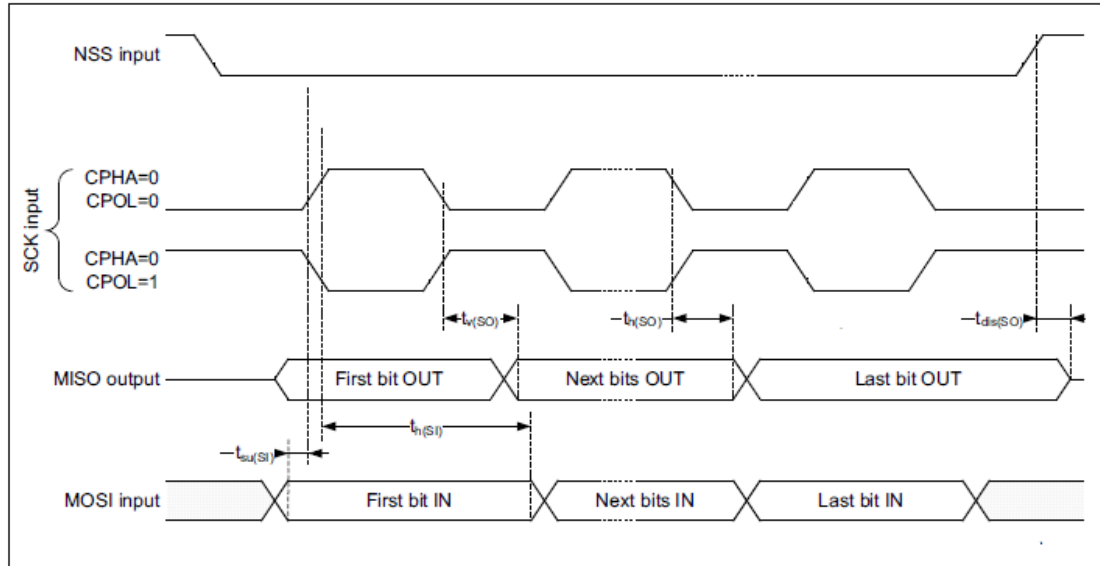 NSS input
SCK input
CPHA=0
CPOL=0
CPHA=0
CPOL=1
tv(SO)
th(SO)
tdis(SO)
MISO output
First bit OUT
Next bits OUT
Last bit OUT
th(SI)
tsu(SI)
MOSI input
First bit IN
Next bits IN
Last bit IN